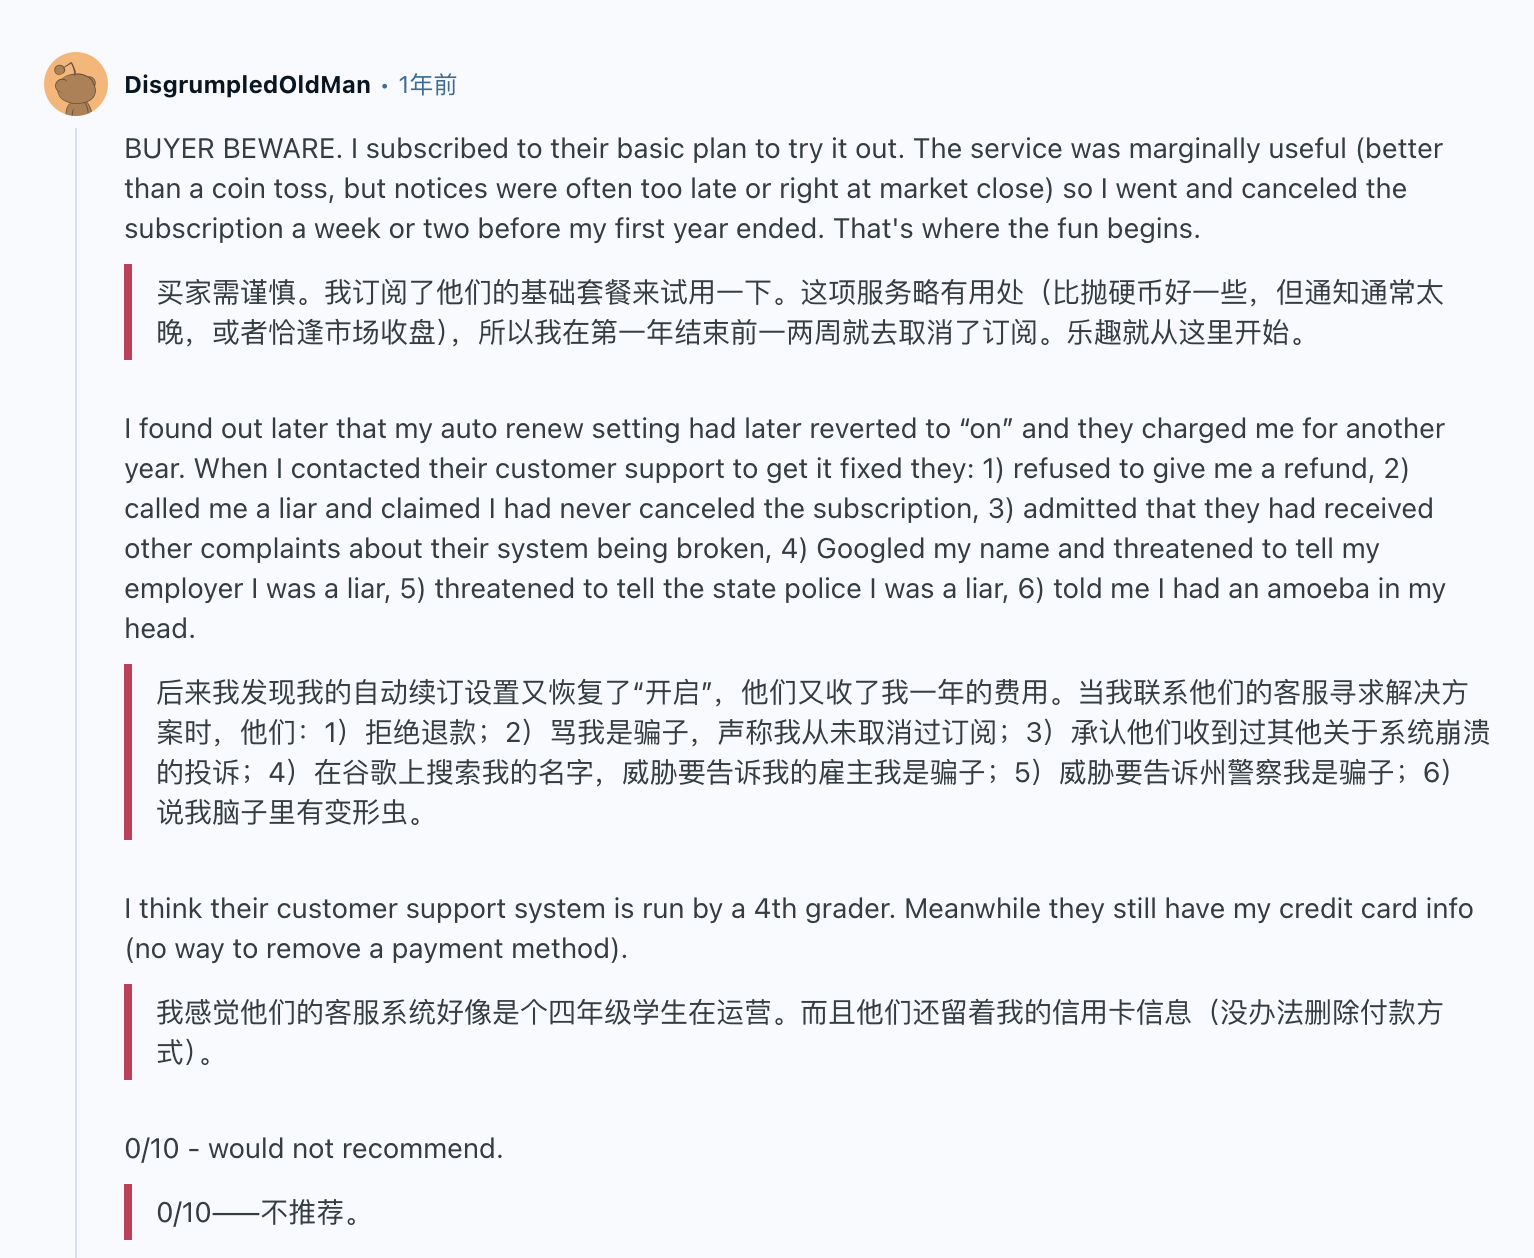 DisgrumpledOldMan • 1年前
BUYER BEWARE. I subscribed to their basic plan to try it out. The service was marginally useful (better
than a coin toss, but notices were often too late or right at market close) so I went and canceled the
subscription a week or two before my first year ended. That's where the fun begins.
买家需谨慎。我订阅了他们的基础套餐来试用一下。这项服务略有用处（比抛硬币好一些，但通知通常太
晚，或者恰逢市场收盘），所以我在第一年结束前一两周就去取消了订阅。乐趣就从这里开始。
I found out later that my auto renew setting had later reverted to “on” and they charged me for another
year. When I contacted their customer support to get it fixed they: 1) refused to give me a refund, 2)
called me a liar and claimed I had never canceled the subscription, 3) admitted that they had received
other complaints about their system being broken, 4) Googled my name and threatened to tell my
employer I was a liar, 5) threatened to tell the state police I was a liar, 6) told me I had an amoeba in my
head.
后来我发现我的自动续订设置又恢复了“开启”，他们又收了我一年的费用。当我联系他们的客服寻求解决方
案时，他们：1）拒绝退款；2）骂我是骗子，声称我从未取消过订阅；3）承认他们收到过其他关于系统崩溃
的投诉；4）在谷歌上搜索我的名字，威胁要告诉我的雇主我是骗子；5）威胁要告诉州警察我是骗子；6）
说我脑子里有变形虫。
I think their customer support system is run by a 4th grader. Meanwhile they still have my credit card info
(no way to remove a payment method).
我感觉他们的客服系统好像是个四年级学生在运营。而且他们还留着我的信用卡信息（没办法删除付款方
式）。
0/10 - would not recommend.
0/10——不推荐。